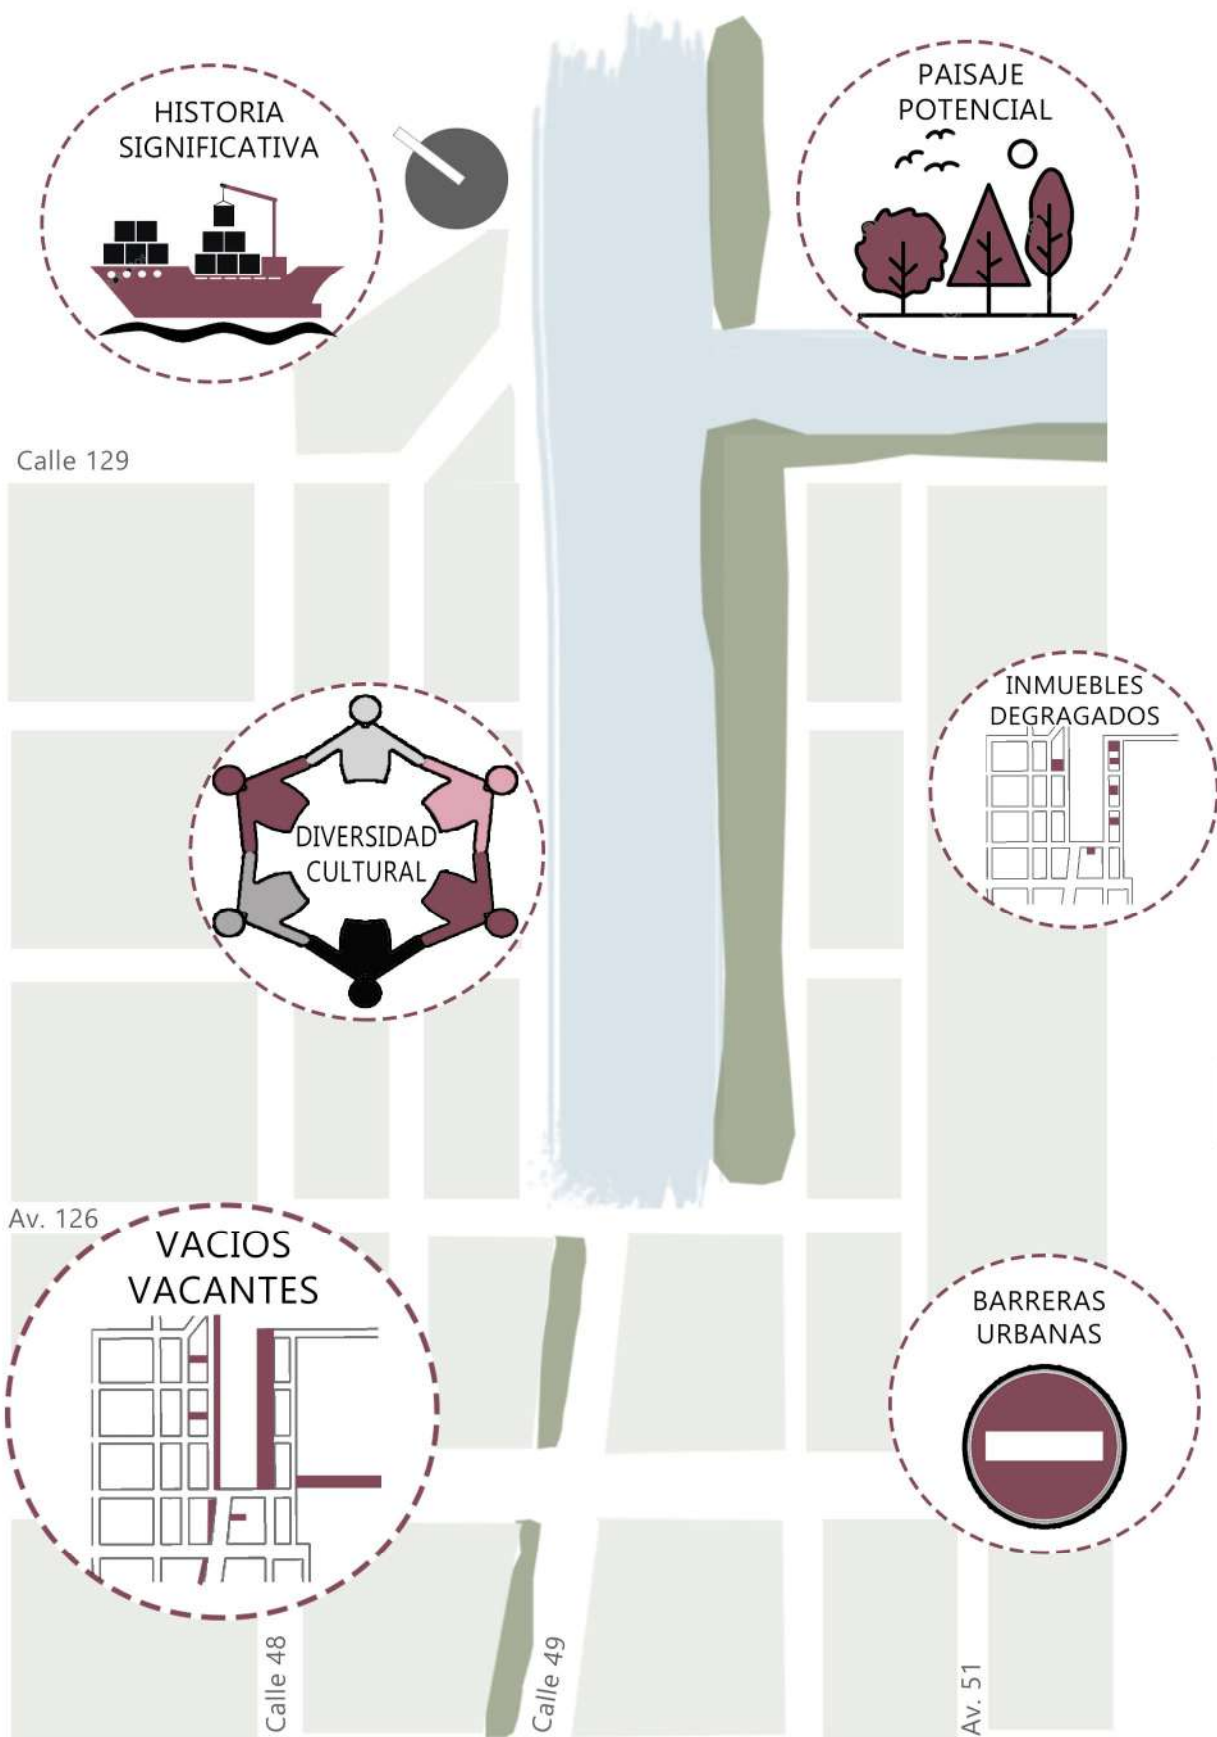 HISTORIA
SIGNIFICATIVA
PAISAJE
POTENCIAL
Calle 129
INMUEBLES
DEGRAGADOS
DIVERSIDAD
CULTURAL
Av. 126
VACIOS
VACANTES
BARRERAS
URBANAS
Calle 48
Calle 49
Av. 51